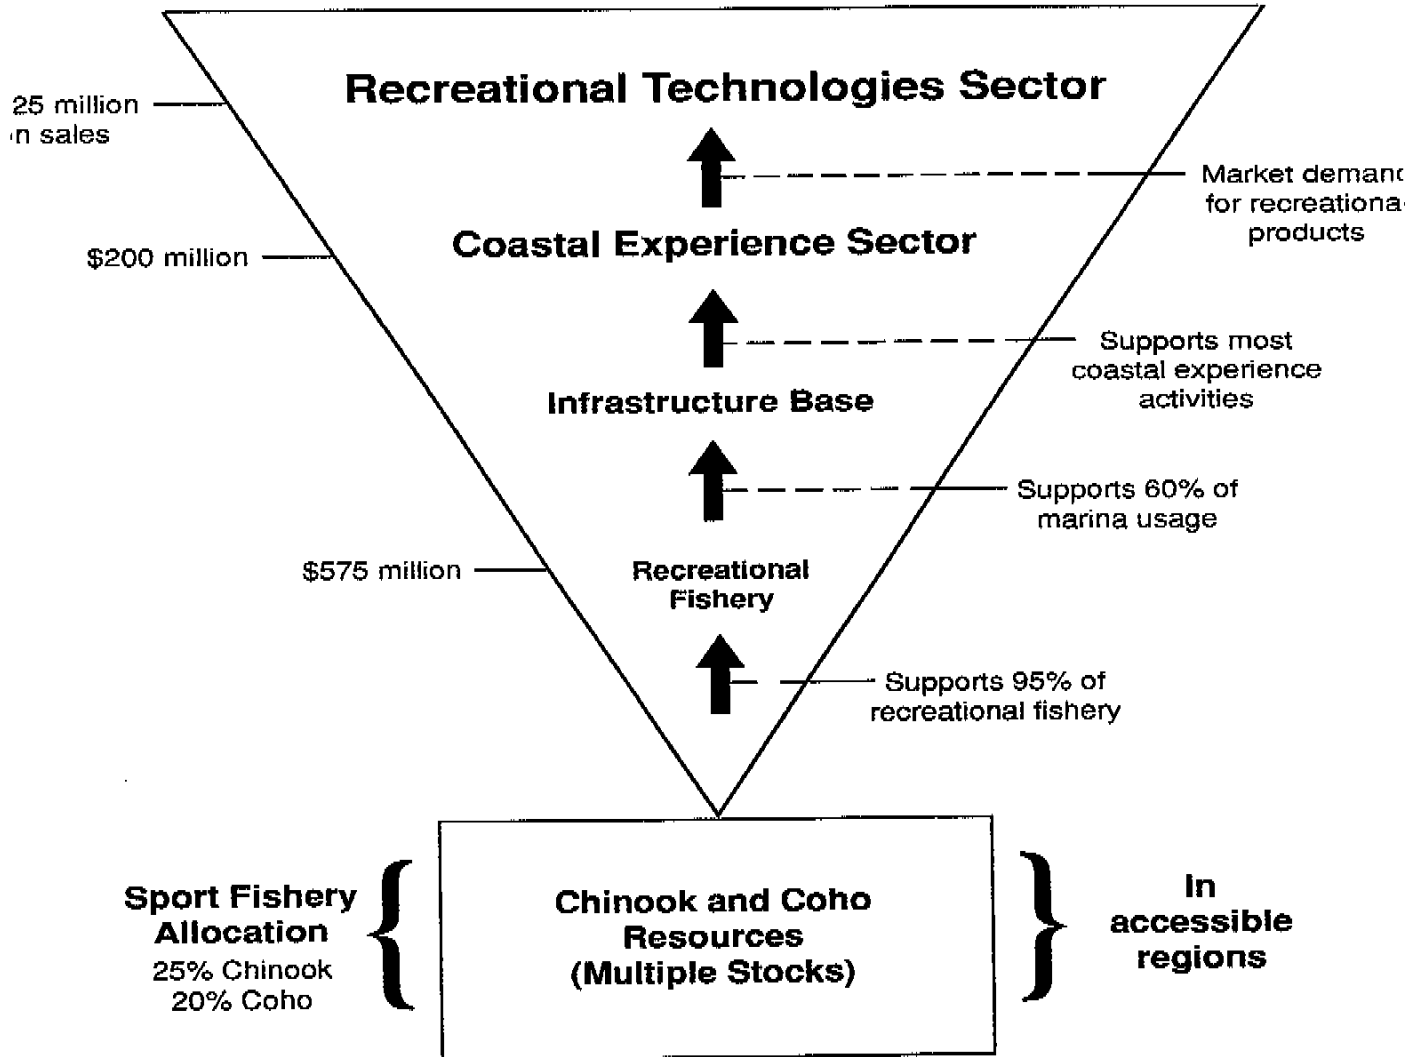 Recreational Technologies Sector
25 million
n sales
Market demand
for recreationa
products
Coastal Experience Sector
$200 million
Supports most
coastal experience
activities
Infrastructure Base
Supports 60% of
marina usage
$575 million
Recreational
Fishery
Supports 95% of
recreational fishery
Sport Fishery
Allocation
25% Chinook
20% Coho
Chinook and Coho
Resources
(Multiple Stocks)
In
accessible
regions